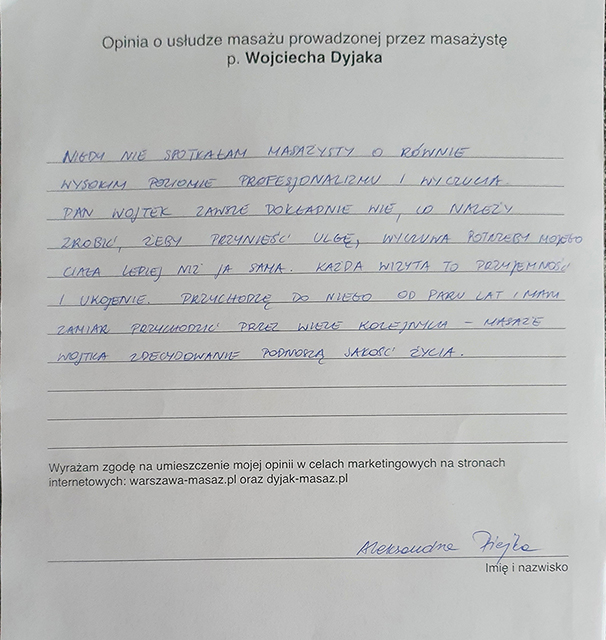 Opinia o usłudze masażu prowadzonej przez masażystę
p. Wojciecha Dyjaka
NIGDY NIE SPOTKAŁAM MASAŻYSTY O RÓWNIE
WYSOKIM POZIOMIE PROFESJONALIZMU I WYCZUCIA.
PAN WOJTEK ZAWSZE DOKŁADNIE WIE, CO NALEŻY
ZROBIĆ, ŻEBY PRZYNIEŚĆ ULGĘ, WYCZUWA POTRZEBY MOJEGO
CIAŁA LEPIEJ NIŻ JA SAMA. KAŻDA WIZYTA TO PRZYJEMNOŚĆ
I UKOJENIE. PRZYCHODZĘ DO NIEGO OD PARU LAT I MAM
ZAMIAR PRZYCHODZIĆ PRZEZ WIELE KOLEJNYCH – MASAŻE
WOJTKA ZDECYDOWANIE PODNOSZĄ JAKOŚĆ ŻYCIA.
Wyrażam zgodę na umieszczenie mojej opinii w celach marketingowych na stronach
internetowych: warszawa-masaz.pl oraz dyjak-masaz.pl
Aleksandra
Imię i nazwisko